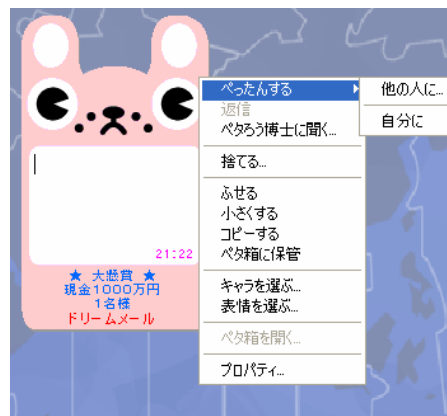 21:22
★ 大懸賞 ★
現金1000万円
1名様
ドリームメール
ぺったんする
返信
ペタろう博士に聞く...
捨てる...
ふせる
小さくする
コピーする
ペタ箱に保管
キャラを選ぶ...
表情を選ぶ...
ペタ箱を開く...
プロパティ...
他の人に...
自分に